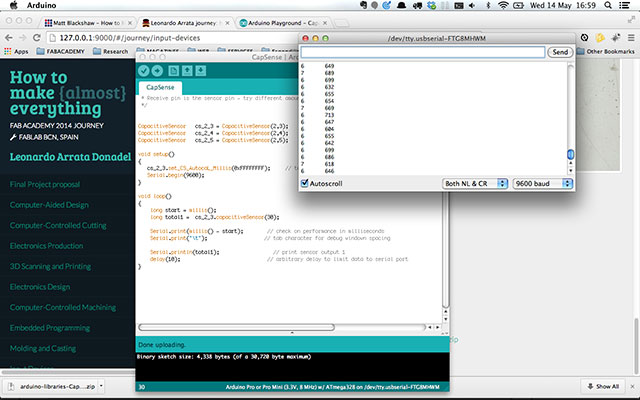 Arduino
Wed 14 May 16:59
Matt Blackshaw – How to B
Leonardo Arrata journey: I
Arduino Playground – Cap
127.0.0.1:9000/#/journey/input-devices
Apps
FABACADEMY
Research
Other Bookmarks
/dev/tty.usbserial-FTG8MHWM
Send
6 649
7 689
6 699
6 632
6 655
6 654
7 669
7 713
6 647
6 604
6 655
6 642
6 699
6 686
7 618
6 646
Autoscroll
Both NL & CR
9600 baud
How to
make {almost}
everything
FAB ACADEMY 2014 JOURNEY
FABLAB BCN, SPAIN
Leonardo Arrata Donadel
Final Project proposal
Computer-Aided Design
Computer-Controlled Cutting
Electronics Production
3D Scanning and Printing
Electronics Design
Computer-Controlled Machining
Embedded Programming
Molding and Casting
CapSense | Ar
CapSense
* Receive pin is the sensor pin - try different
*/
CapacitiveSensor cs_2_3 = CapacitiveSensor(2,3);
CapacitiveSensor cs_2_4 = CapacitiveSensor(2,4);
CapacitiveSensor cs_2_5 = CapacitiveSensor(2,5);
void setup()
{
cs_2_3.set_CS_AutocaL_Millis(0xFFFFFFFF); // t
Serial.begin(9600);
}
void loop()
{
long start = millis();
long total1 = cs_2_3.capacitiveSensor(30);
Serial.print(millis() - start); // check on performance in milliseconds
Serial.print("\t"); // tab character for debug window spacing
Serial.println(total1); // print sensor output 1
delay(10); // arbitrary delay to limit data to serial port
}
zip
Done uploading.
Binary sketch size: 4,338 bytes (of a 30,720 byte maximum)
30
Arduino Pro or Pro Mini (3.3V, 8 MHz) w/ ATmega328 on /dev/tty.usbserial-FTG8MHWM
arduino-libraries-Cap....zip
Show All